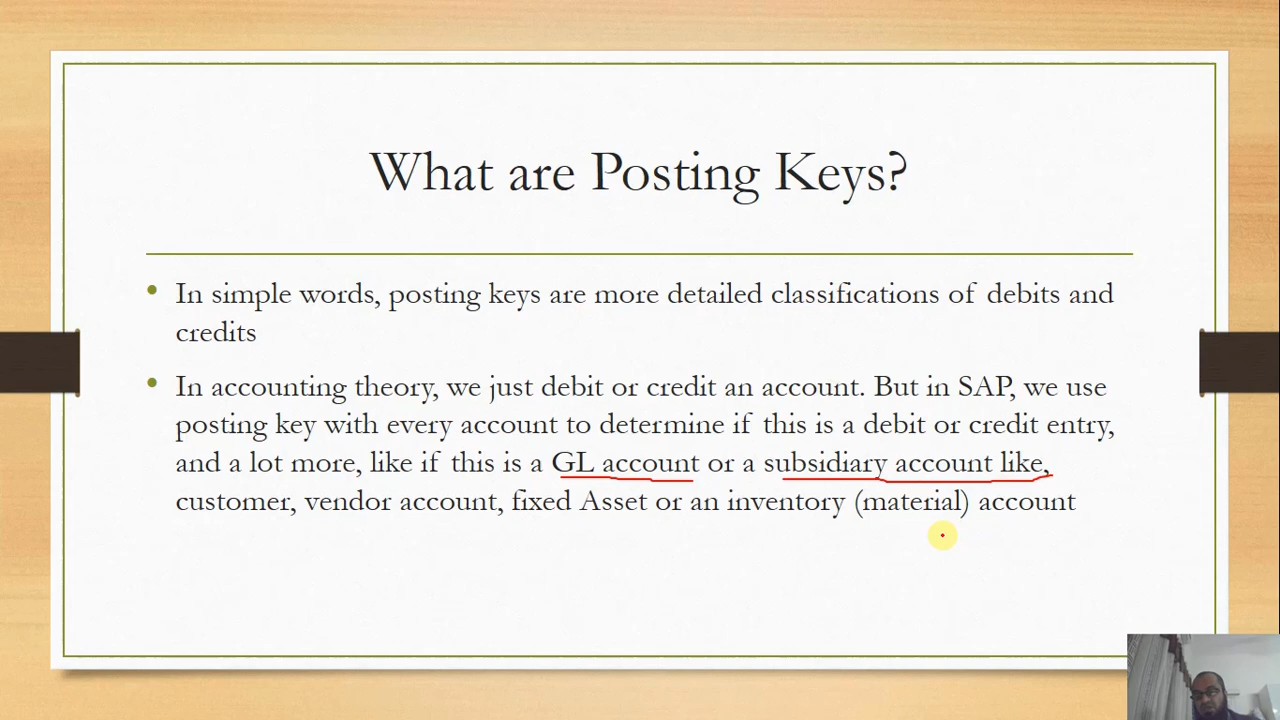 What are Posting Keys?
• In simple words, posting keys are more detailed classifications of debits and
credits
• In accounting theory, we just debit or credit an account. But in SAP, we use
posting key with every account to determine if this is a debit or credit entry,
and a lot more, like if this is a GL account or a subsidiary account like,
customer, vendor account, fixed Asset or an inventory (material) account